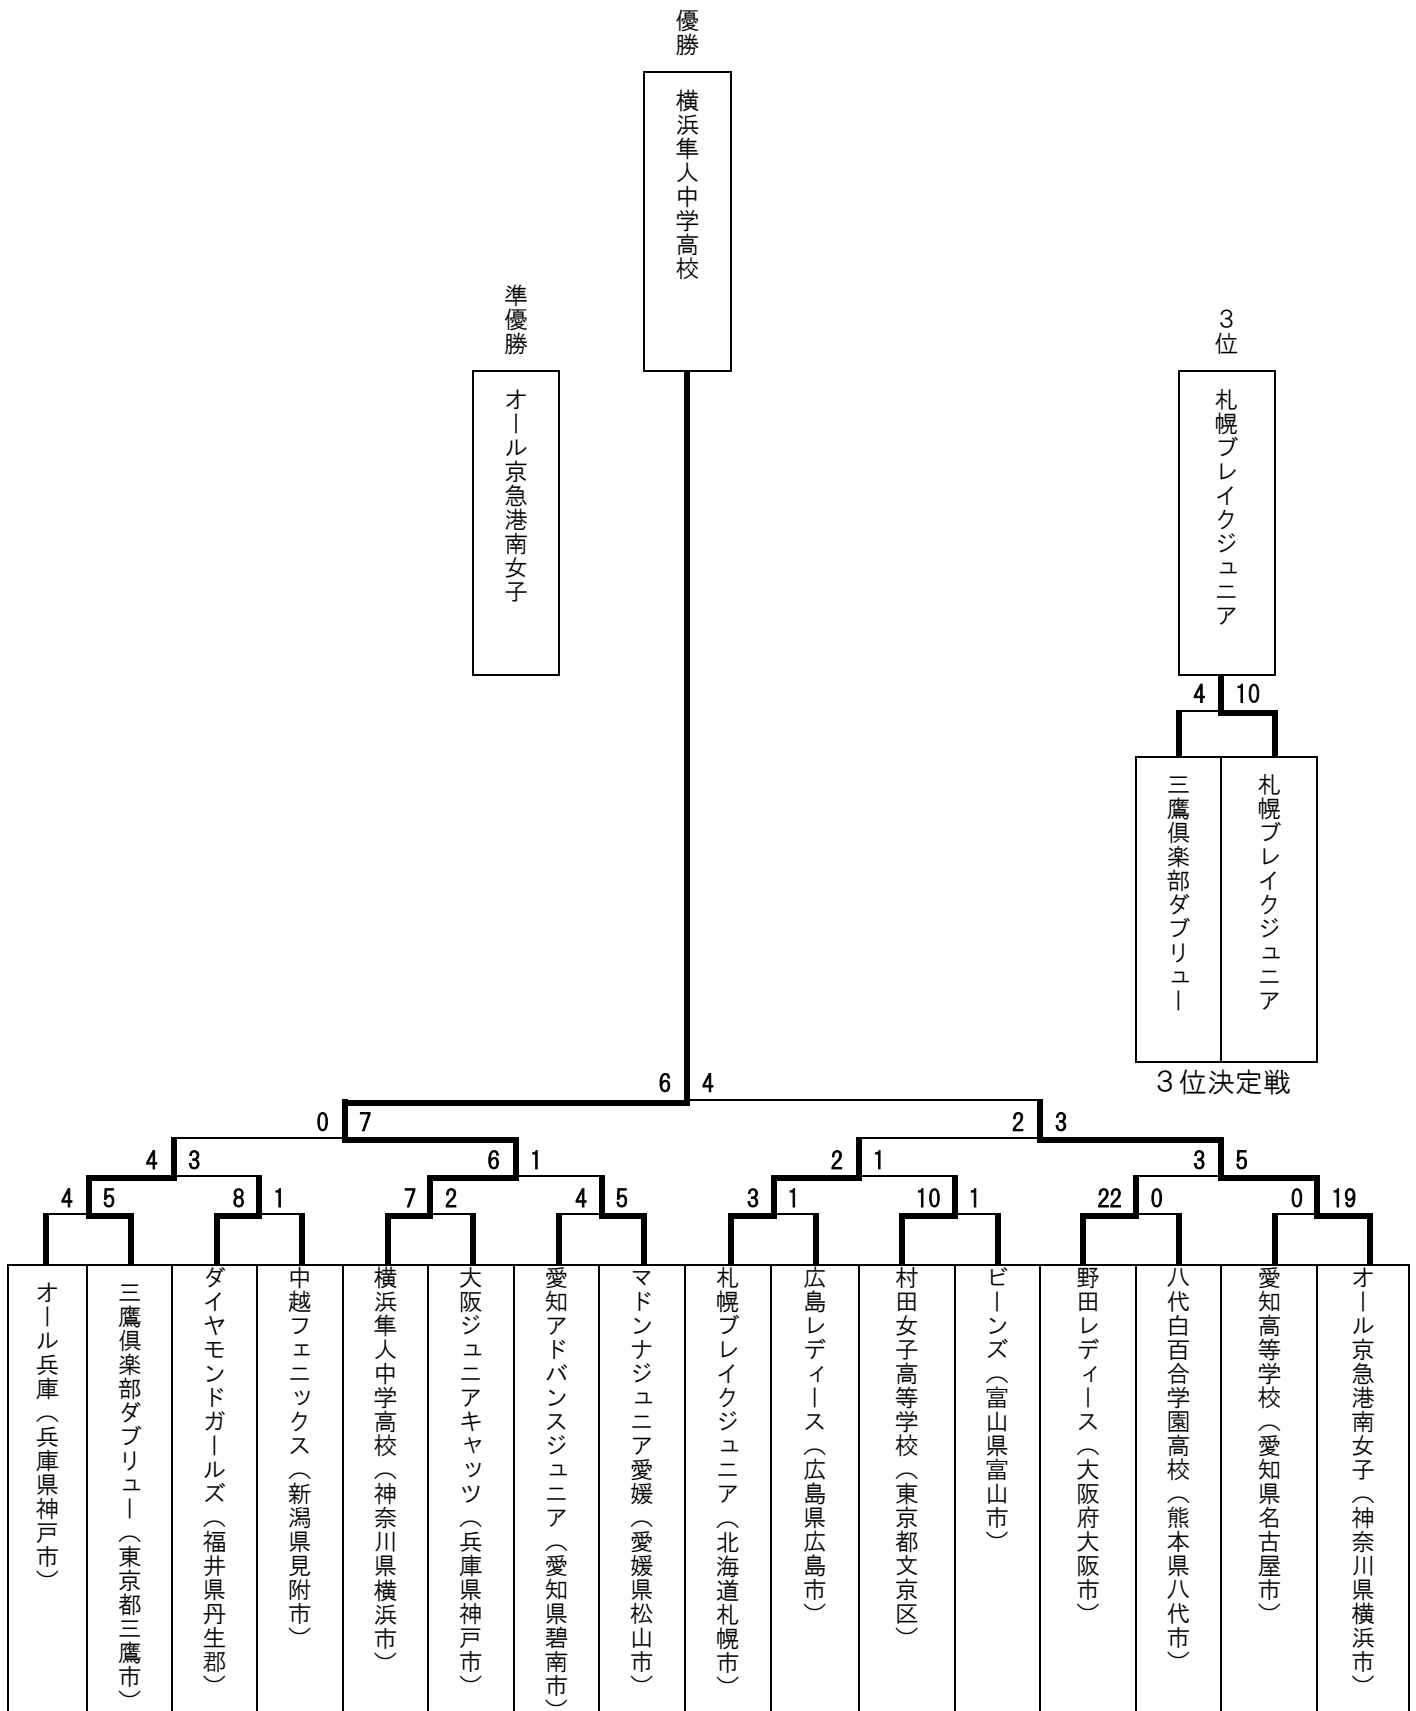 優勝
横浜隼人中学高校
準優勝
オール京急港南女子
３位
札幌ブレイクジュニア
4 10
三鷹倶楽部ダブリュー
札幌ブレイクジュニア
３位決定戦
6 4
0 7
2 3
4 3
6 1
2 1
3 5
4 5
8 1
7 2
4 5
3 1
10 1
22 0
0 19
オール兵庫（兵庫県神戸市）
三鷹倶楽部ダブリュー（東京都三鷹市）
ダイヤモンドガールズ（福井県丹生郡）
中越フェニックス（新潟県見附市）
横浜隼人中学高校（神奈川県横浜市）
大阪ジュニアキャッツ（兵庫県神戸市）
愛知アドバンスジュニア（愛知県碧南市）
マドンナジュニア愛媛（愛媛県松山市）
札幌ブレイクジュニア（北海道札幌市）
広島レディース（広島県広島市）
村田女子高等学校（東京都文京区）
ビーンズ（富山県富山市）
野田レディース（大阪府大阪市）
八代白百合学園高校（熊本県八代市）
愛知高等学校（愛知県名古屋市）
オール京急港南女子（神奈川県横浜市）